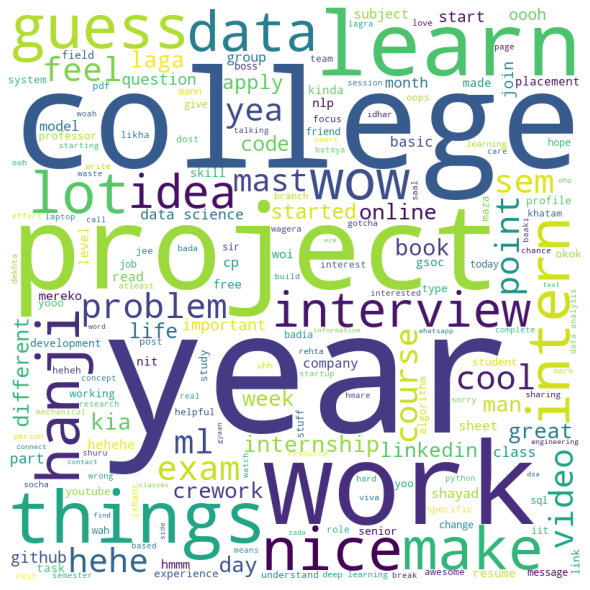 guess data learn
subject start oooh
field group boss love lagra page
feel laga question apply month made join placement
system pdf mann give kinda team session oops
college
woah professor likha dost yea code nlp friend focus talking idhar basic hope
model starting smart bataya learning care
ooh write skill saal oho
lot idea mast wow sem intern
waste branch maza profile
effort laptop call data science started online gotcha khatam
level jee wagera baaki chance
project point
job bada sir ece book gsoc today okok
dekhta atleast read cp build interest woi interested type text
mereko free
yooo problem interview
hanji word life important information whatsapp complete data analysis
different development post badia rehta company nit student mark
working study ohh startup hmare sorry sharing
heheh concept
mechanical research real helpful week course algorithm man cool
year
kia stuff sheet engineering
person ml internship linkedin great
part connect shuru gyaan watch class dsa
contact hehehe resource
wrong exam crework hard python video
things work
socha youtube classes ishant viva yoo shayad sql
find wah specific iit
github hehe based side zada role senior change
task day means nice make link
hmmm experience understand deep learning break awesome resume message
rest semester